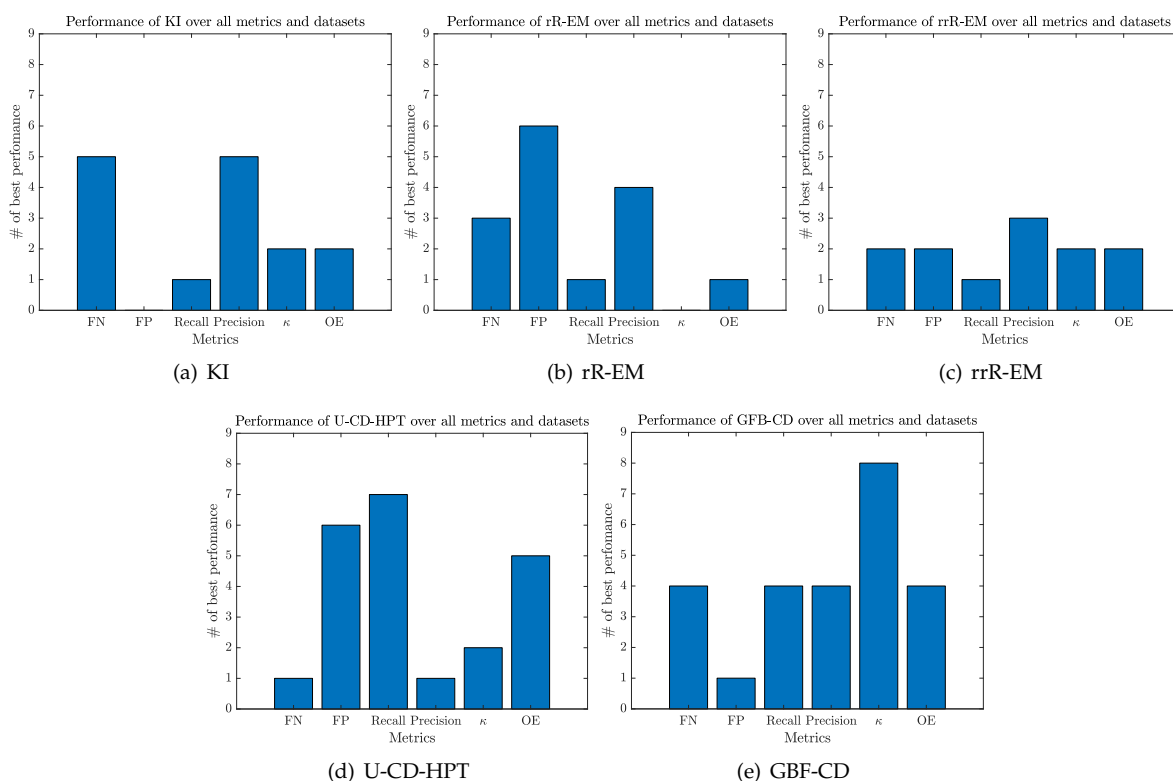 Performance of KI over all metrics and datasets
9
8
7
6
5
4
3
2
1
0
# of best perfomance
FN FP Recall Precision κ OE
Metrics
(a) KI
Performance of rR-EM over all metrics and datasets
9
8
7
6
5
4
3
2
1
0
# of best perfomance
FN FP Recall Precision κ OE
Metrics
(b) rR-EM
Performance of rrR-EM over all metrics and datasets
9
8
7
6
5
4
3
2
1
0
# of best perfomance
FN FP Recall Precision κ OE
Metrics
(c) rrR-EM
Performance of U-CD-HPT over all metrics and datasets
9
8
7
6
5
4
3
2
1
0
# of best perfomance
FN FP Recall Precision κ OE
Metrics
(d) U-CD-HPT
Performance of GFB-CD over all metrics and datasets
9
8
7
6
5
4
3
2
1
0
# of best perfomance
FN FP Recall Precision κ OE
Metrics
(e) GBF-CD